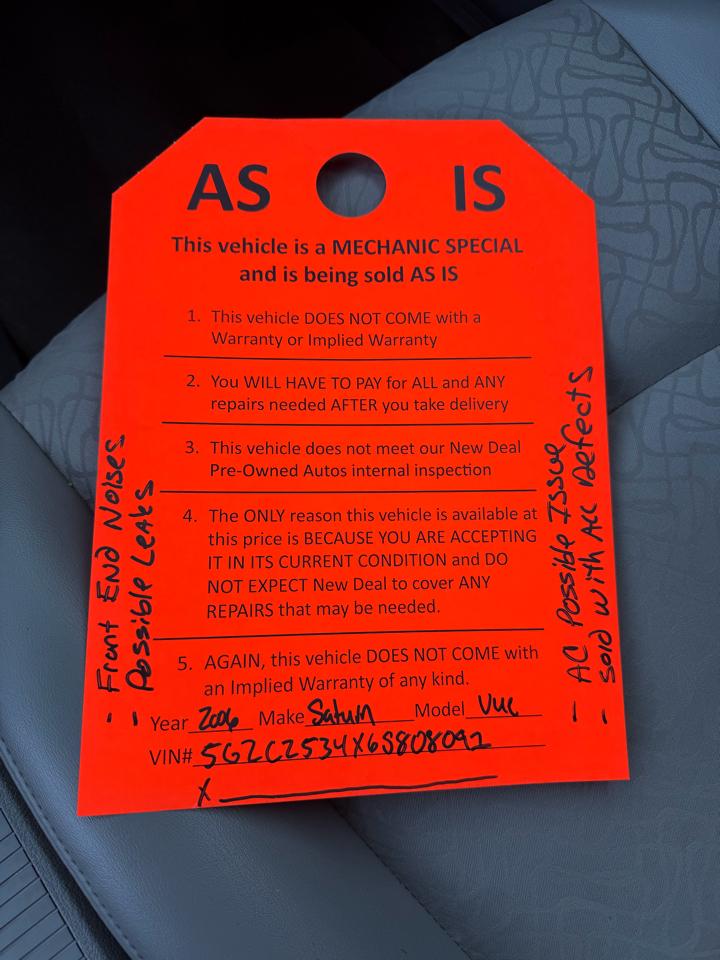 AS IS
This vehicle is a MECHANIC SPECIAL
and is being sold AS IS
1. This vehicle DOES NOT COME with a
Warranty or Implied Warranty
2. You WILL HAVE TO PAY for ALL and ANY
repairs needed AFTER you take delivery
3. This vehicle does not meet our New Deal
Pre-Owned Autos internal inspection
4. The ONLY reason this vehicle is available at
this price is BECAUSE YOU ARE ACCEPTING
IT IN ITS CURRENT CONDITION and DO
NOT EXPECT New Deal to cover ANY
REPAIRS that may be needed.
5. AGAIN, this vehicle DOES NOT COME with
an Implied Warranty of any kind.
Year 2006 Make Saturn Model Vue
VIN# 5GZCZ534X6S808092
X
- Front End Noises
- Possible Leaks
- AC Possible Issue
- Sold with All Defects